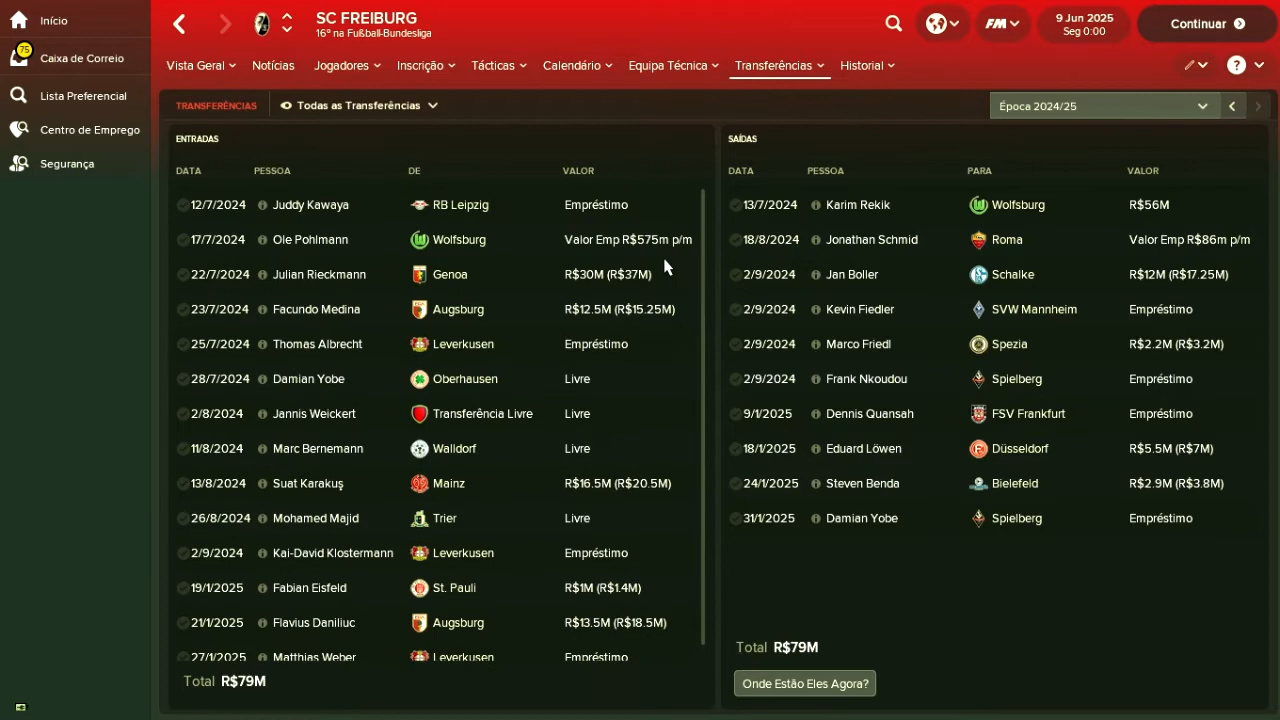 Início
75
Caixa de Correio
Lista Preferencial
Centro de Emprego
Segurança
SC FREIBURG
16º na Fußball-Bundesliga
FM
9 Jun 2025
Seg 0:00
Continuar
Vista Geral Notícias Jogadores Inscrição Tácticas Calendário Equipa Técnica Transferências Historial ?
TRANSFERÊNCIAS Todas as Transferências Época 2024/25
ENTRADAS
DATA PESSOA DE VALOR
12/7/2024 Juddy Kawaya RB Leipzig Empréstimo
17/7/2024 Ole Pohlmann Wolfsburg Valor Emp R$575m p/m
22/7/2024 Julian Rieckmann Genoa R$30M (R$37M)
23/7/2024 Facundo Medina Augsburg R$12.5M (R$15.25M)
25/7/2024 Thomas Albrecht Leverkusen Empréstimo
28/7/2024 Damian Yobe Oberhausen Livre
2/8/2024 Jannis Weickert Transferência Livre Livre
11/8/2024 Marc Bernemann Walldorf Livre
13/8/2024 Suat Karakuş Mainz R$16.5M (R$20.5M)
26/8/2024 Mohamed Majid Trier Livre
2/9/2024 Kai-David Klostermann Leverkusen Empréstimo
19/1/2025 Fabian Eisfeld St. Pauli R$1M (R$1.4M)
21/1/2025 Flavius Daniliuc Augsburg R$13.5M (R$18.5M)
27/1/2025 Matthias Weber Leverkusen Empréstimo
Total R$79M
SAÍDAS
DATA PESSOA PARA VALOR
13/7/2024 Karim Rekik Wolfsburg R$56M
18/8/2024 Jonathan Schmid Roma Valor Emp R$86m p/m
2/9/2024 Jan Boller Schalke R$12M (R$17.25M)
2/9/2024 Kevin Fiedler SVW Mannheim Empréstimo
2/9/2024 Marco Friedl Spezia R$2.2M (R$3.2M)
2/9/2024 Frank Nkoudou Spielberg Empréstimo
9/1/2025 Dennis Quansah FSV Frankfurt Empréstimo
18/1/2025 Eduard Löwen Düsseldorf R$5.5M (R$7M)
24/1/2025 Steven Benda Bielefeld R$2.9M (R$3.8M)
31/1/2025 Damian Yobe Spielberg Empréstimo
Total R$79M
Onde Estão Eles Agora?